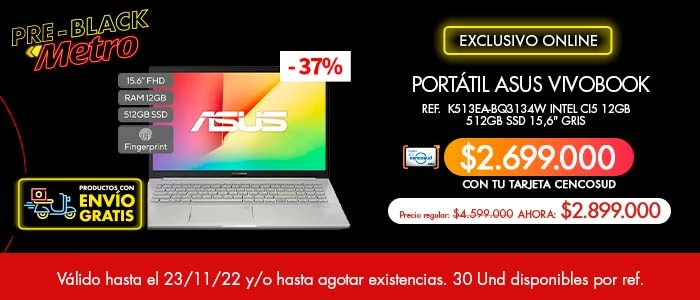 PRE-BLACK
Metro
- 37%
15.6" FHD
RAM 12GB
512GB SSD
Fingerprint
ASUS
PRODUCTOS CON
ENVÍO
GRATIS
EXCLUSIVO ONLINE
PORTÁTIL ASUS VIVOBOOK
REF. K513EA-BQ3134W INTEL CI5 12GB
512GB SSD 15,6" GRIS
cencosud
$2.699.000
CON TU TARJETA CENCOSUD
Precio regular: $4.599.000 AHORA: $2.899.000
Válido hasta el 23/11/22 y/o hasta agotar existencias. 30 Und disponibles por ref.